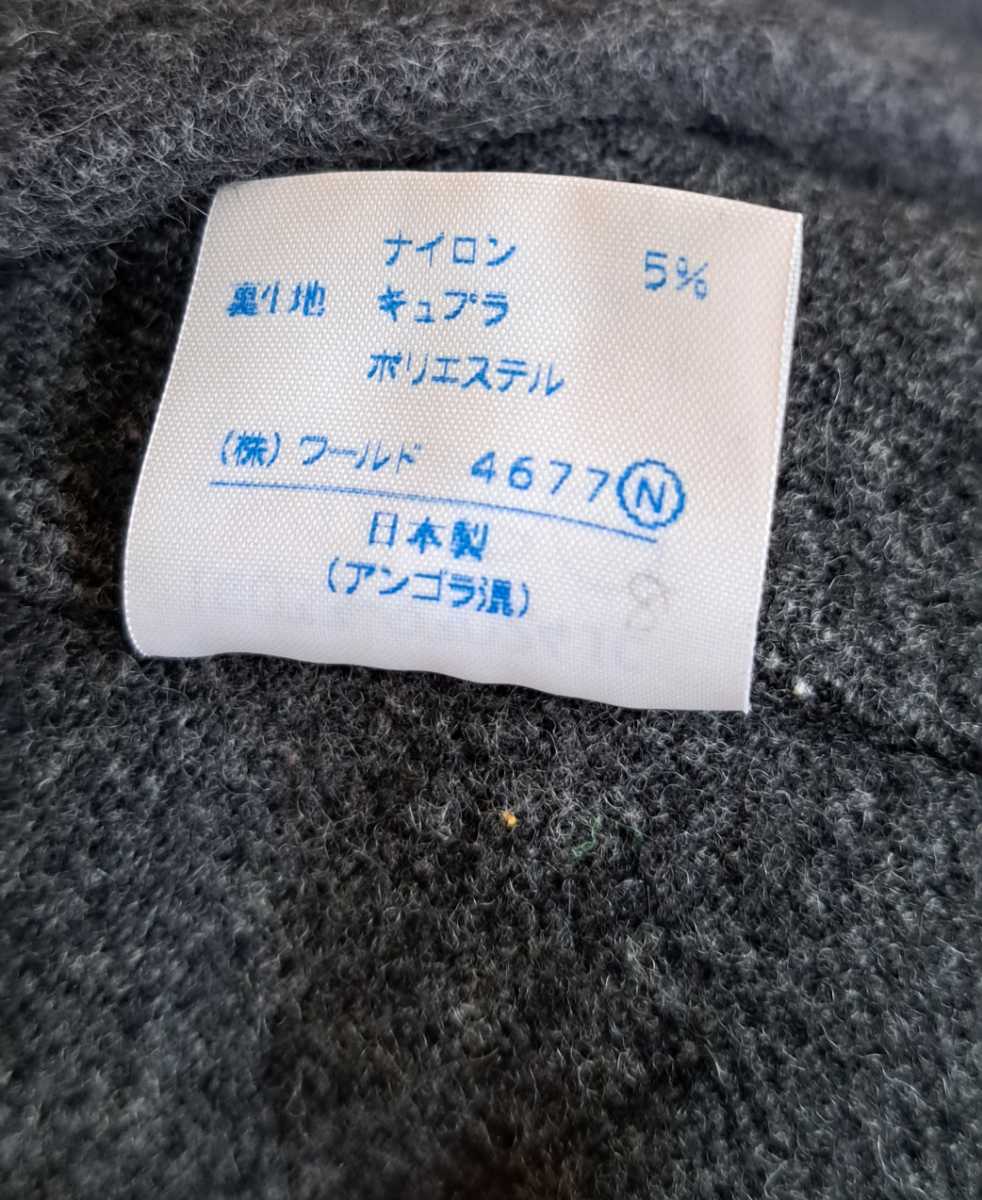 ナイロン 5%
裏生地 キュプラ
ポリエステル
(株)ワールド 4677 N
日本製
(アンゴラ混)